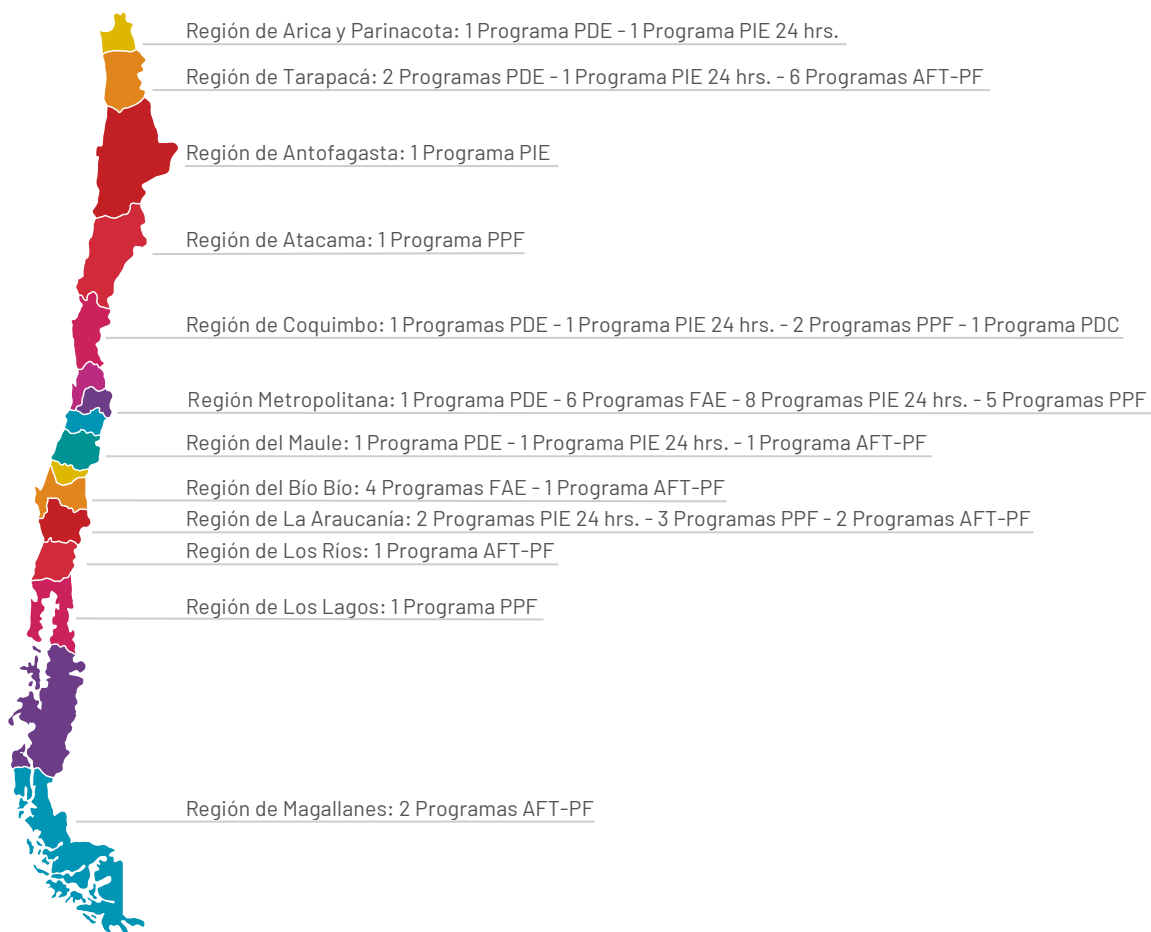 Región de Arica y Parinacota: 1 Programa PDE - 1 Programa PIE 24 hrs.
Región de Tarapacá: 2 Programas PDE - 1 Programa PIE 24 hrs. - 6 Programas AFT-PF
Región de Antofagasta: 1 Programa PIE
Región de Atacama: 1 Programa PPF
Región de Coquimbo: 1 Programas PDE - 1 Programa PIE 24 hrs. - 2 Programas PPF - 1 Programa PDC
Región Metropolitana: 1 Programa PDE - 6 Programas FAE - 8 Programas PIE 24 hrs. - 5 Programas PPF
Región del Maule: 1 Programa PDE - 1 Programa PIE 24 hrs. - 1 Programa AFT-PF
Región del Bío Bío: 4 Programas FAE - 1 Programa AFT-PF
Región de La Araucanía: 2 Programas PIE 24 hrs. - 3 Programas PPF - 2 Programas AFT-PF
Región de Los Ríos: 1 Programa AFT-PF
Región de Los Lagos: 1 Programa PPF
Región de Magallanes: 2 Programas AFT-PF